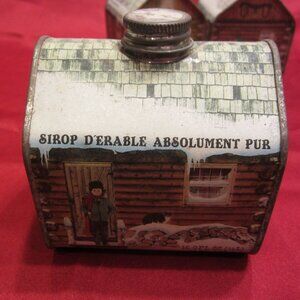 SIROP D'ERABLE ABSOLUMENT PUR